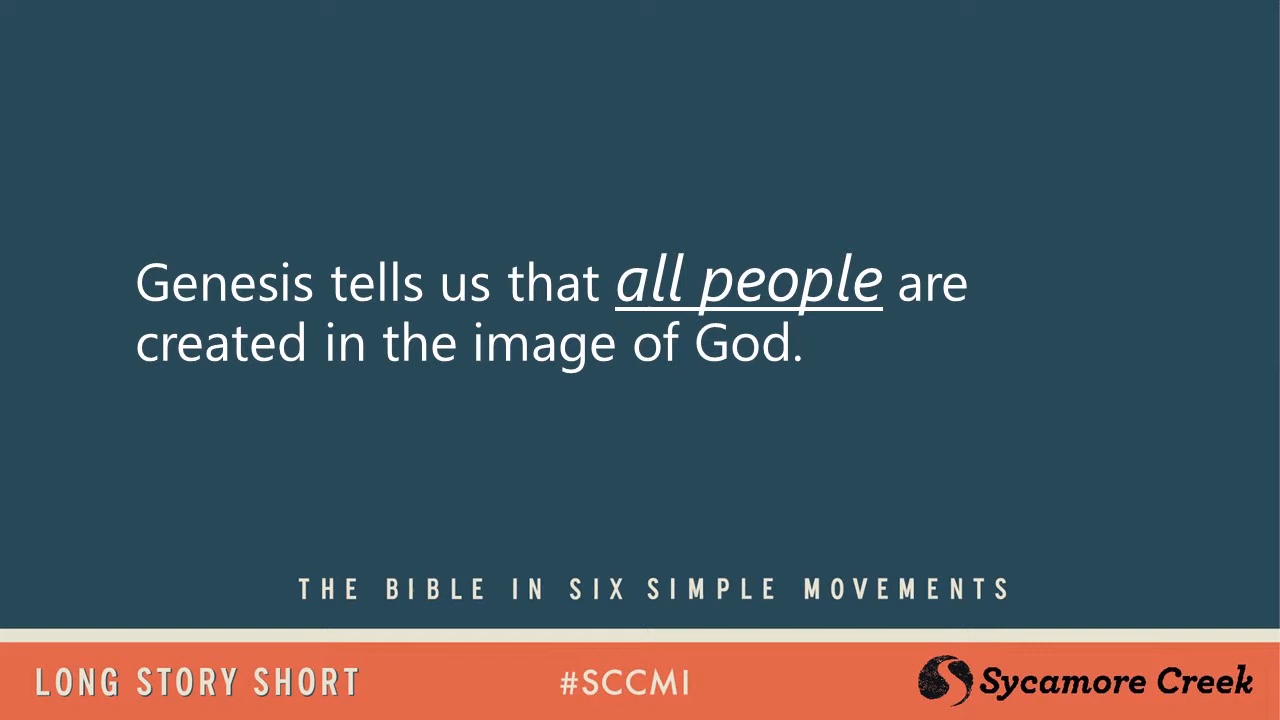 Genesis tells us that all people are
created in the image of God.
THE BIBLE IN SIX SIMPLE MOVEMENTS
LONG STORY SHORT
#SCCMI
Sycamore Creek